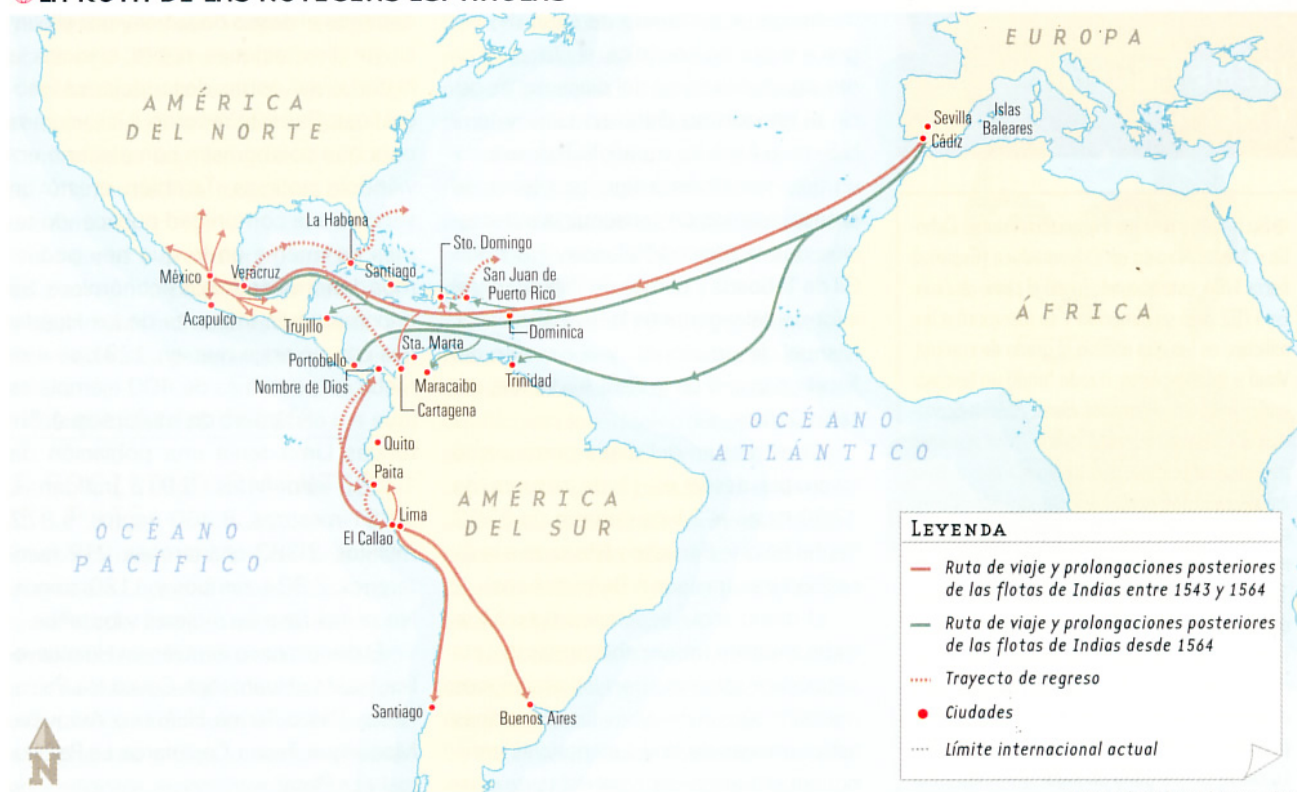 AMÉRICA
DEL NORTE
EUROPA
Sevilla
Cádiz
Islas
Baleares
La Habana
Sto. Domingo
México
Veracruz
Santiago
San Juan de
Puerto Rico
Acapulco
Trujillo
Dominica
ÁFRICA
Sta. Marta
Portobello
Nombre de Dios
Maracaibo
Trinidad
Cartagena
OCÉANO
ATLÁNTICO
Quito
Paita
AMÉRICA
DEL SUR
Lima
El Callao
OCÉANO
PACÍFICO
Santiago
Buenos Aires
N
LEYENDA
Ruta de viaje y prolongaciones posteriores
de las flotas de Indias entre 1543 y 1564
Ruta de viaje y prolongaciones posteriores
de las flotas de Indias desde 1564
Trayecto de regreso
Ciudades
Límite internacional actual